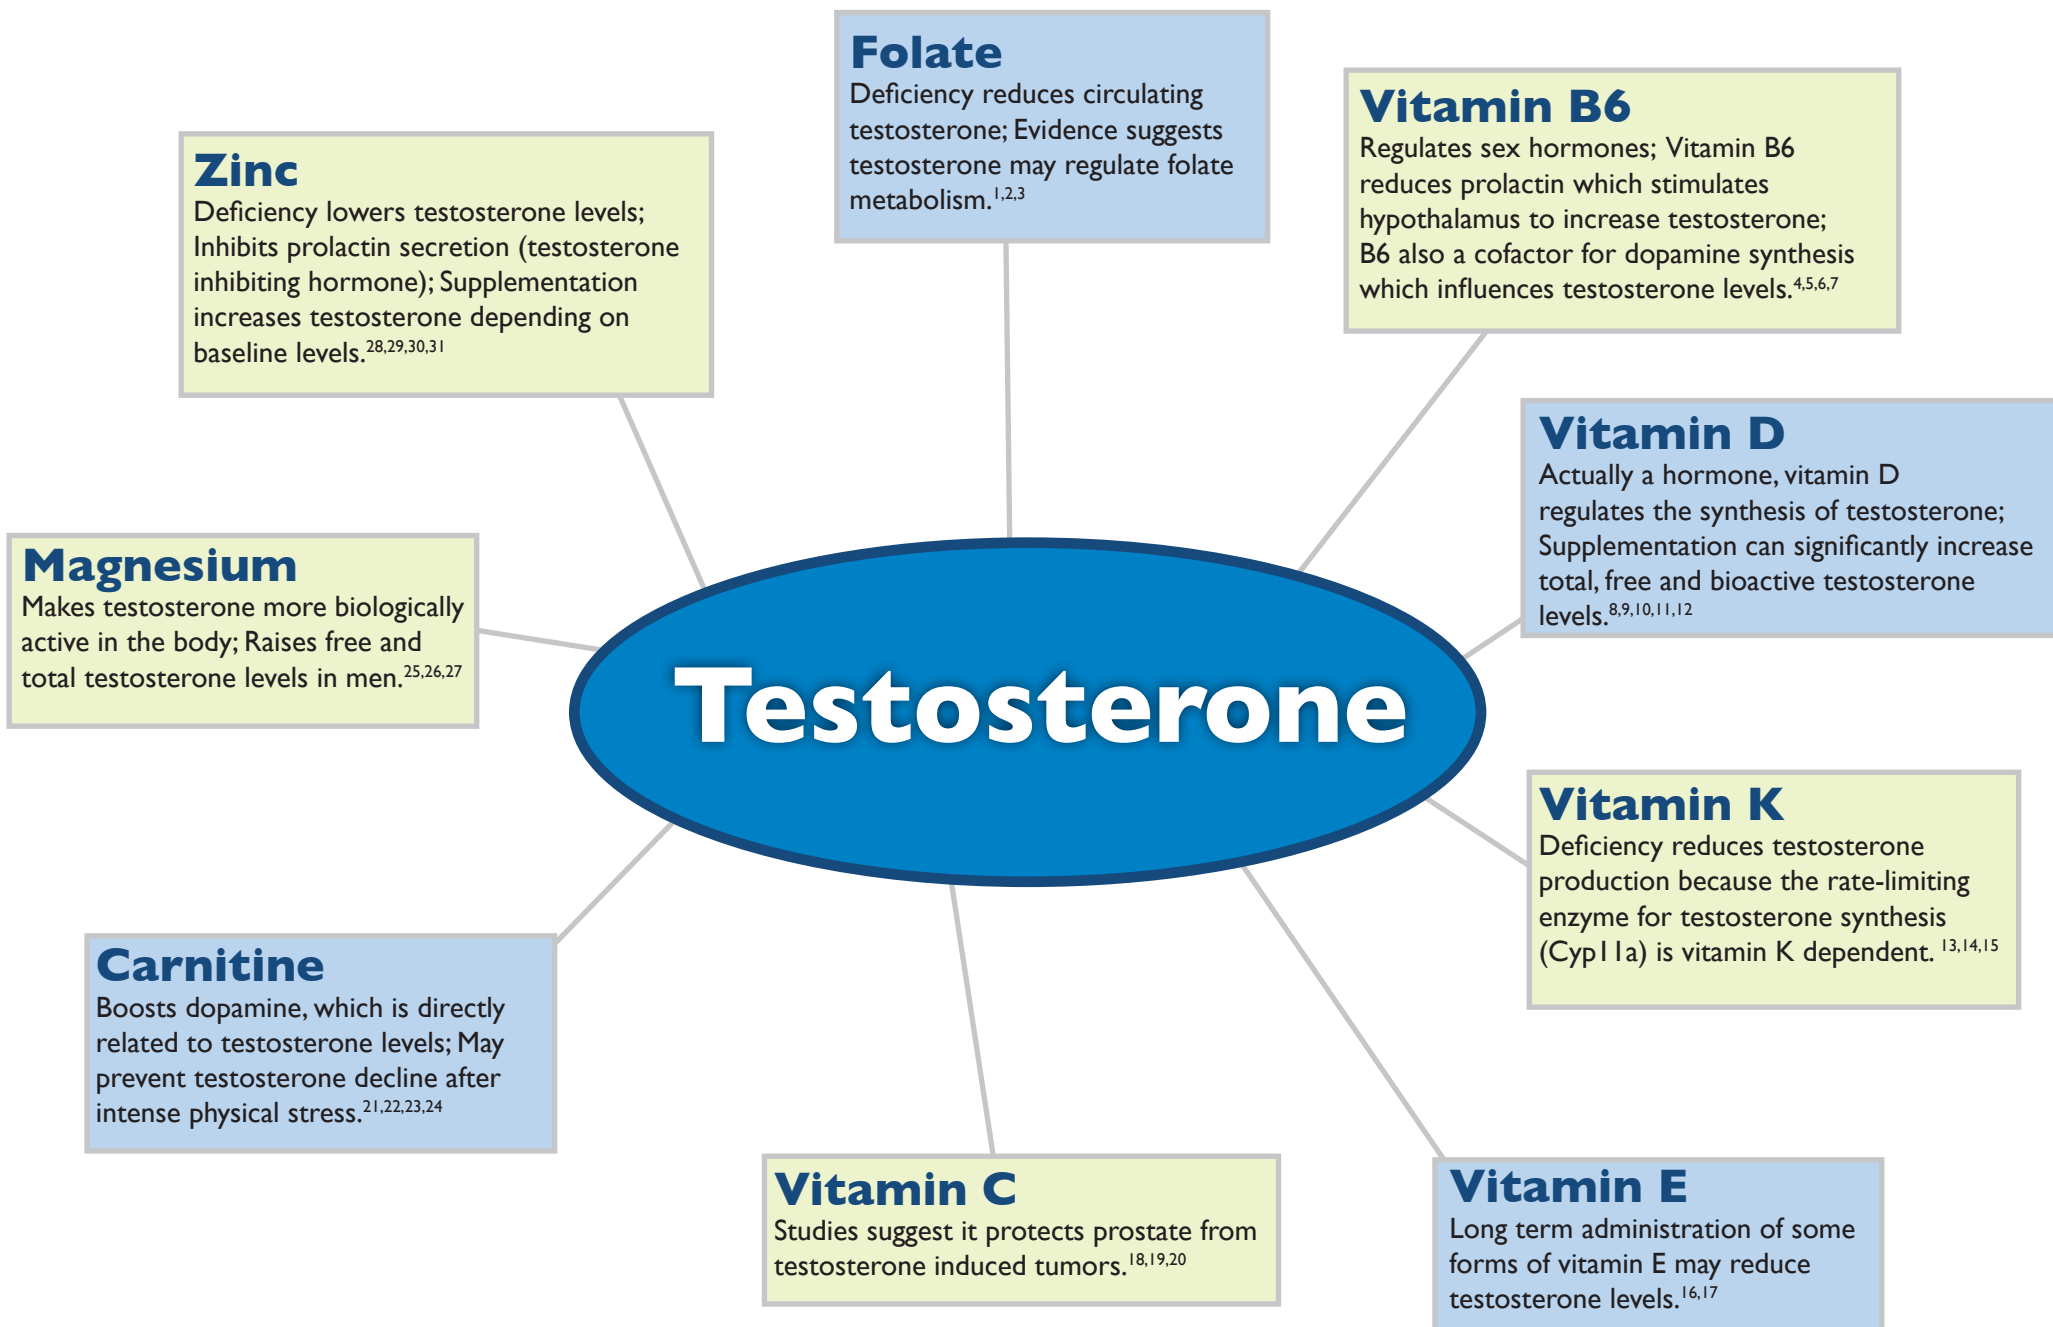 Folate
Deficiency reduces circulating
testosterone; Evidence suggests
testosterone may regulate folate
metabolism.1,2,3
Vitamin B6
Regulates sex hormones; Vitamin B6
reduces prolactin which stimulates
hypothalamus to increase testosterone;
B6 also a cofactor for dopamine synthesis
which influences testosterone levels.4,5,6,7
Zinc
Deficiency lowers testosterone levels;
Inhibits prolactin secretion (testosterone
inhibiting hormone); Supplementation
increases testosterone depending on
baseline levels.28,29,30,31
Vitamin D
Actually a hormone, vitamin D
regulates the synthesis of testosterone;
Supplementation can significantly increase
total, free and bioactive testosterone
levels.8,9,10,11,12
Magnesium
Makes testosterone more biologically
active in the body; Raises free and
total testosterone levels in men.25,26,27
Testosterone
Vitamin K
Deficiency reduces testosterone
production because the rate-limiting
enzyme for testosterone synthesis
(Cyp11a) is vitamin K dependent. 13,14,15
Carnitine
Boosts dopamine, which is directly
related to testosterone levels; May
prevent testosterone decline after
intense physical stress.21,22,23,24
Vitamin C
Studies suggest it protects prostate from
testosterone induced tumors.18,19,20
Vitamin E
Long term administration of some
forms of vitamin E may reduce
testosterone levels.16,17